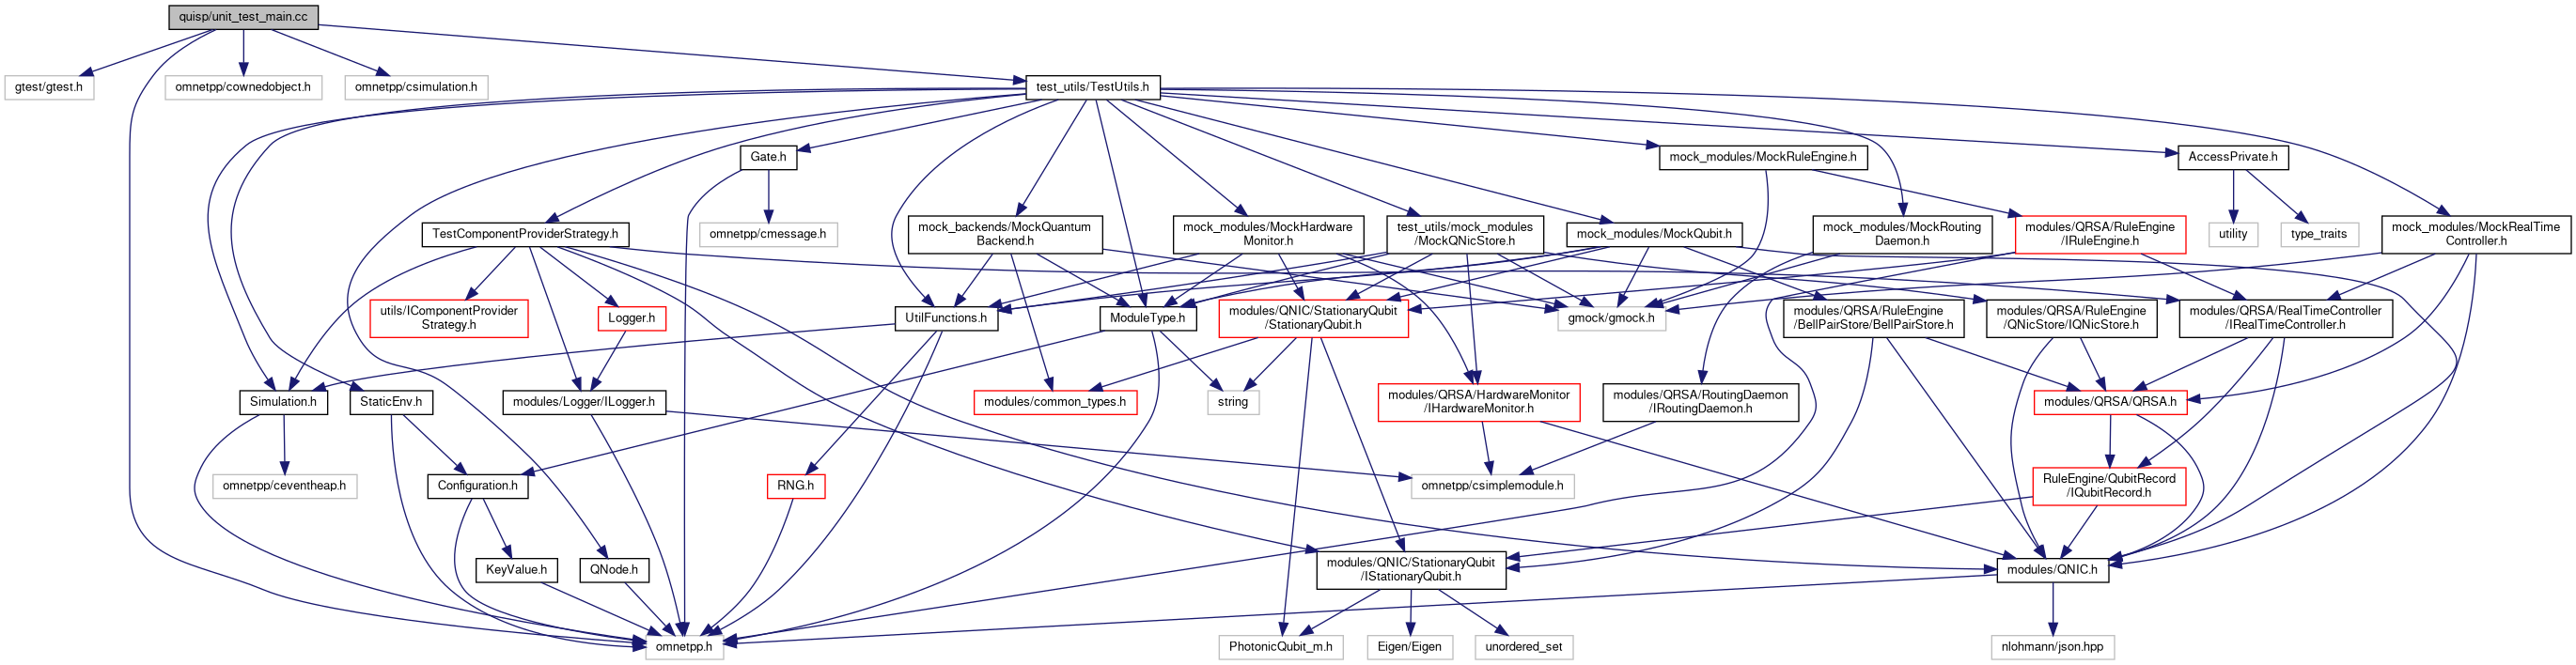 quisp/unit_test_main.cc
gtest/gtest.h
omnetpp/cownedobject.h
omnetpp/csimulation.h
test_utils/TestUtils.h
Gate.h
mock_modules/MockRuleEngine.h
AccessPrivate.h
TestComponentProviderStrategy.h
omnetpp/cmessage.h
mock_backends/MockQuantum
Backend.h
mock_modules/MockHardware
Monitor.h
test_utils/mock_modules
/MockQNicStore.h
mock_modules/MockQubit.h
mock_modules/MockRouting
Daemon.h
modules/QRSA/RuleEngine
/IRuleEngine.h
utility
type_traits
mock_modules/MockRealTime
Controller.h
utils/IComponentProvider
Strategy.h
Logger.h
UtilFunctions.h
ModuleType.h
modules/QNIC/StationaryQubit
/StationaryQubit.h
gmock/gmock.h
modules/QRSA/RuleEngine
/BellPairStore/BellPairStore.h
modules/QRSA/RuleEngine
/QNicStore/IQNicStore.h
modules/QRSA/RealTimeController
/IRealTimeController.h
Simulation.h
StaticEnv.h
modules/Logger/ILogger.h
modules/common_types.h
string
modules/QRSA/HardwareMonitor
/IHardwareMonitor.h
modules/QRSA/RoutingDaemon
/IRoutingDaemon.h
modules/QRSA/QRSA.h
omnetpp/ceventheap.h
Configuration.h
RNG.h
omnetpp/csimplemodule.h
RuleEngine/QubitRecord
/IQubitRecord.h
KeyValue.h
QNode.h
modules/QNIC/StationaryQubit
/IStationaryQubit.h
modules/QNIC.h
omnetpp.h
PhotonicQubit_m.h
Eigen/Eigen
unordered_set
nlohmann/json.hpp